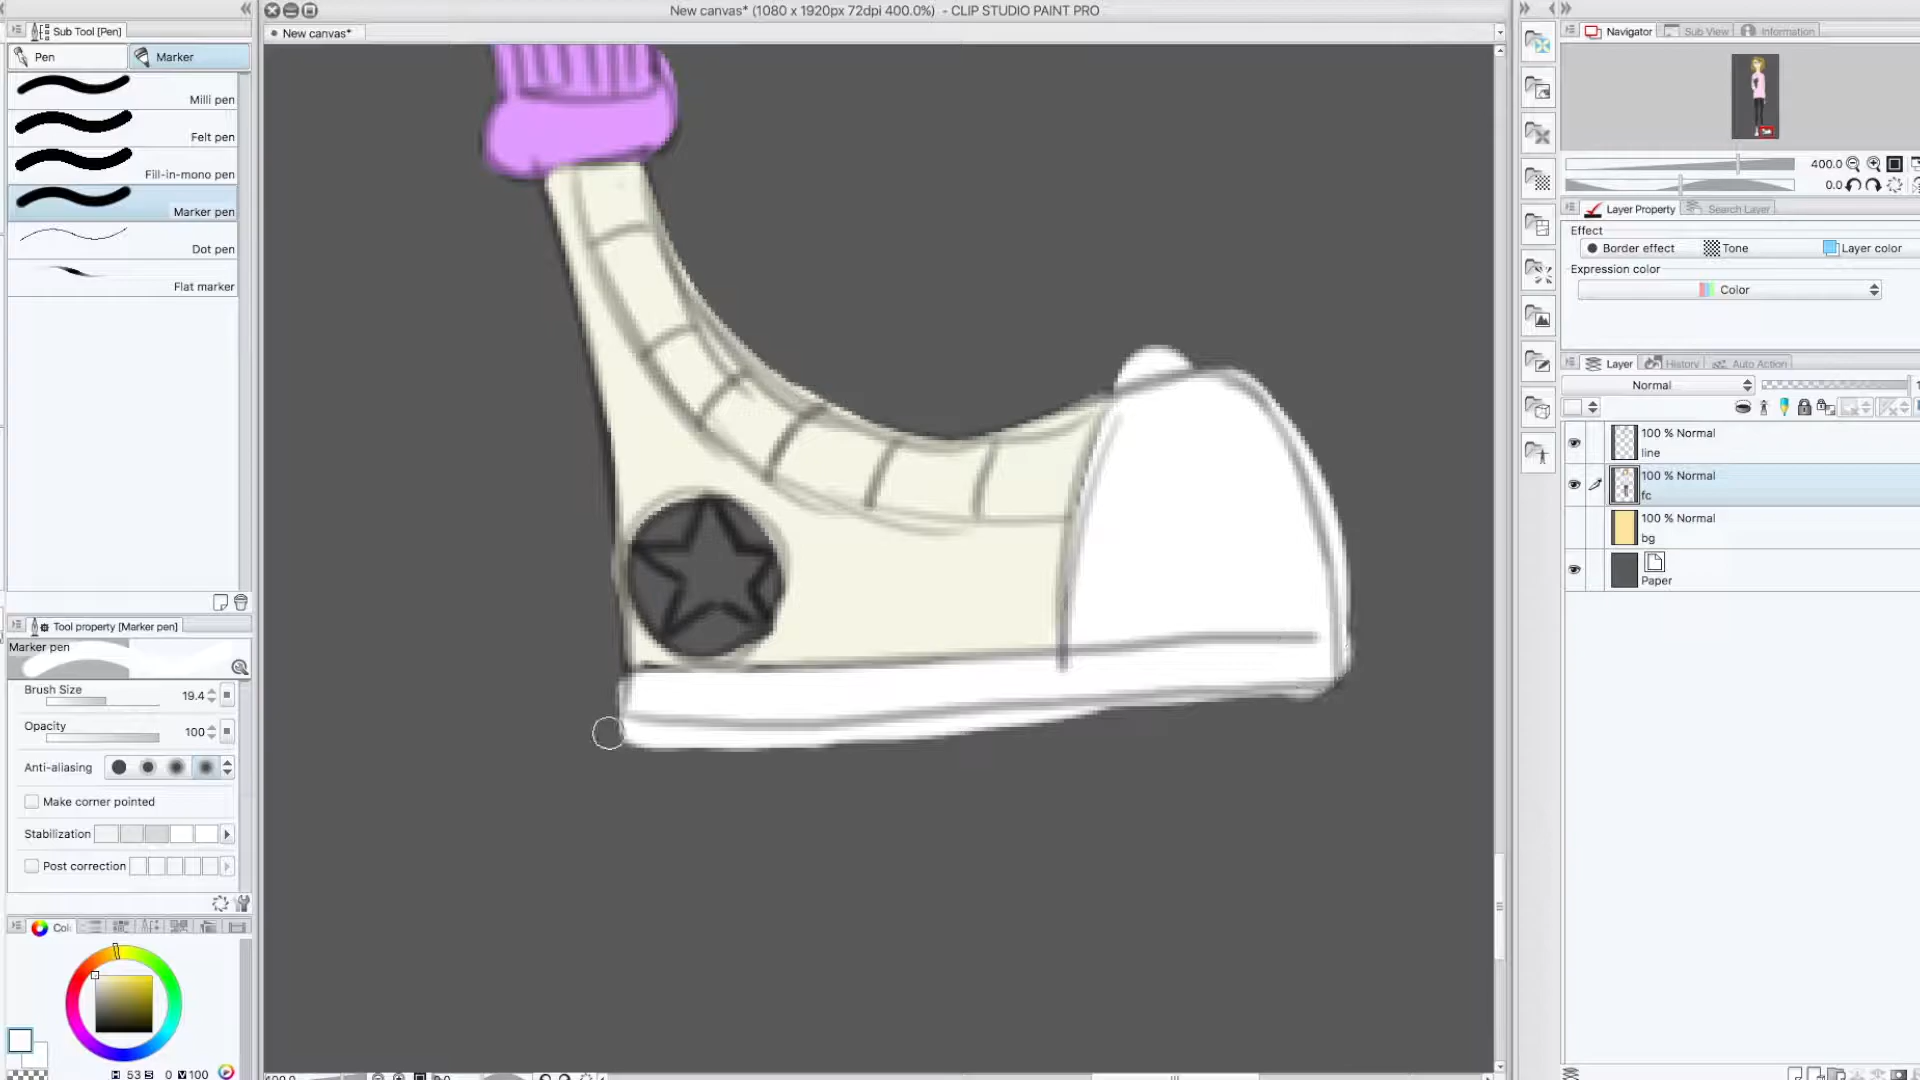 New canvas* (1080 x 1920px 72dpi 400.0%) - CLIP STUDIO PAINT PRO
Sub Tool [Pen]
New canvas*
Pen
Marker
Milli pen
Felt pen
Fill-in-mono pen
Marker pen
Dot pen
Flat marker
Tool property [Marker pen]
Marker pen
Brush Size
19.4
Opacity
100
Anti-aliasing
Make corner pointed
Stabilization
Post correction
Col
H 53 S 0 V 100
Navigator
Sub View
Information
400.0
0.0
Layer Property
Search Layer
Effect
Border effect
Tone
Layer color
Expression color
Color
Layer
History
Auto Action
Normal
100 % Normal
line
100 % Normal
fc
100 % Normal
bg
Paper